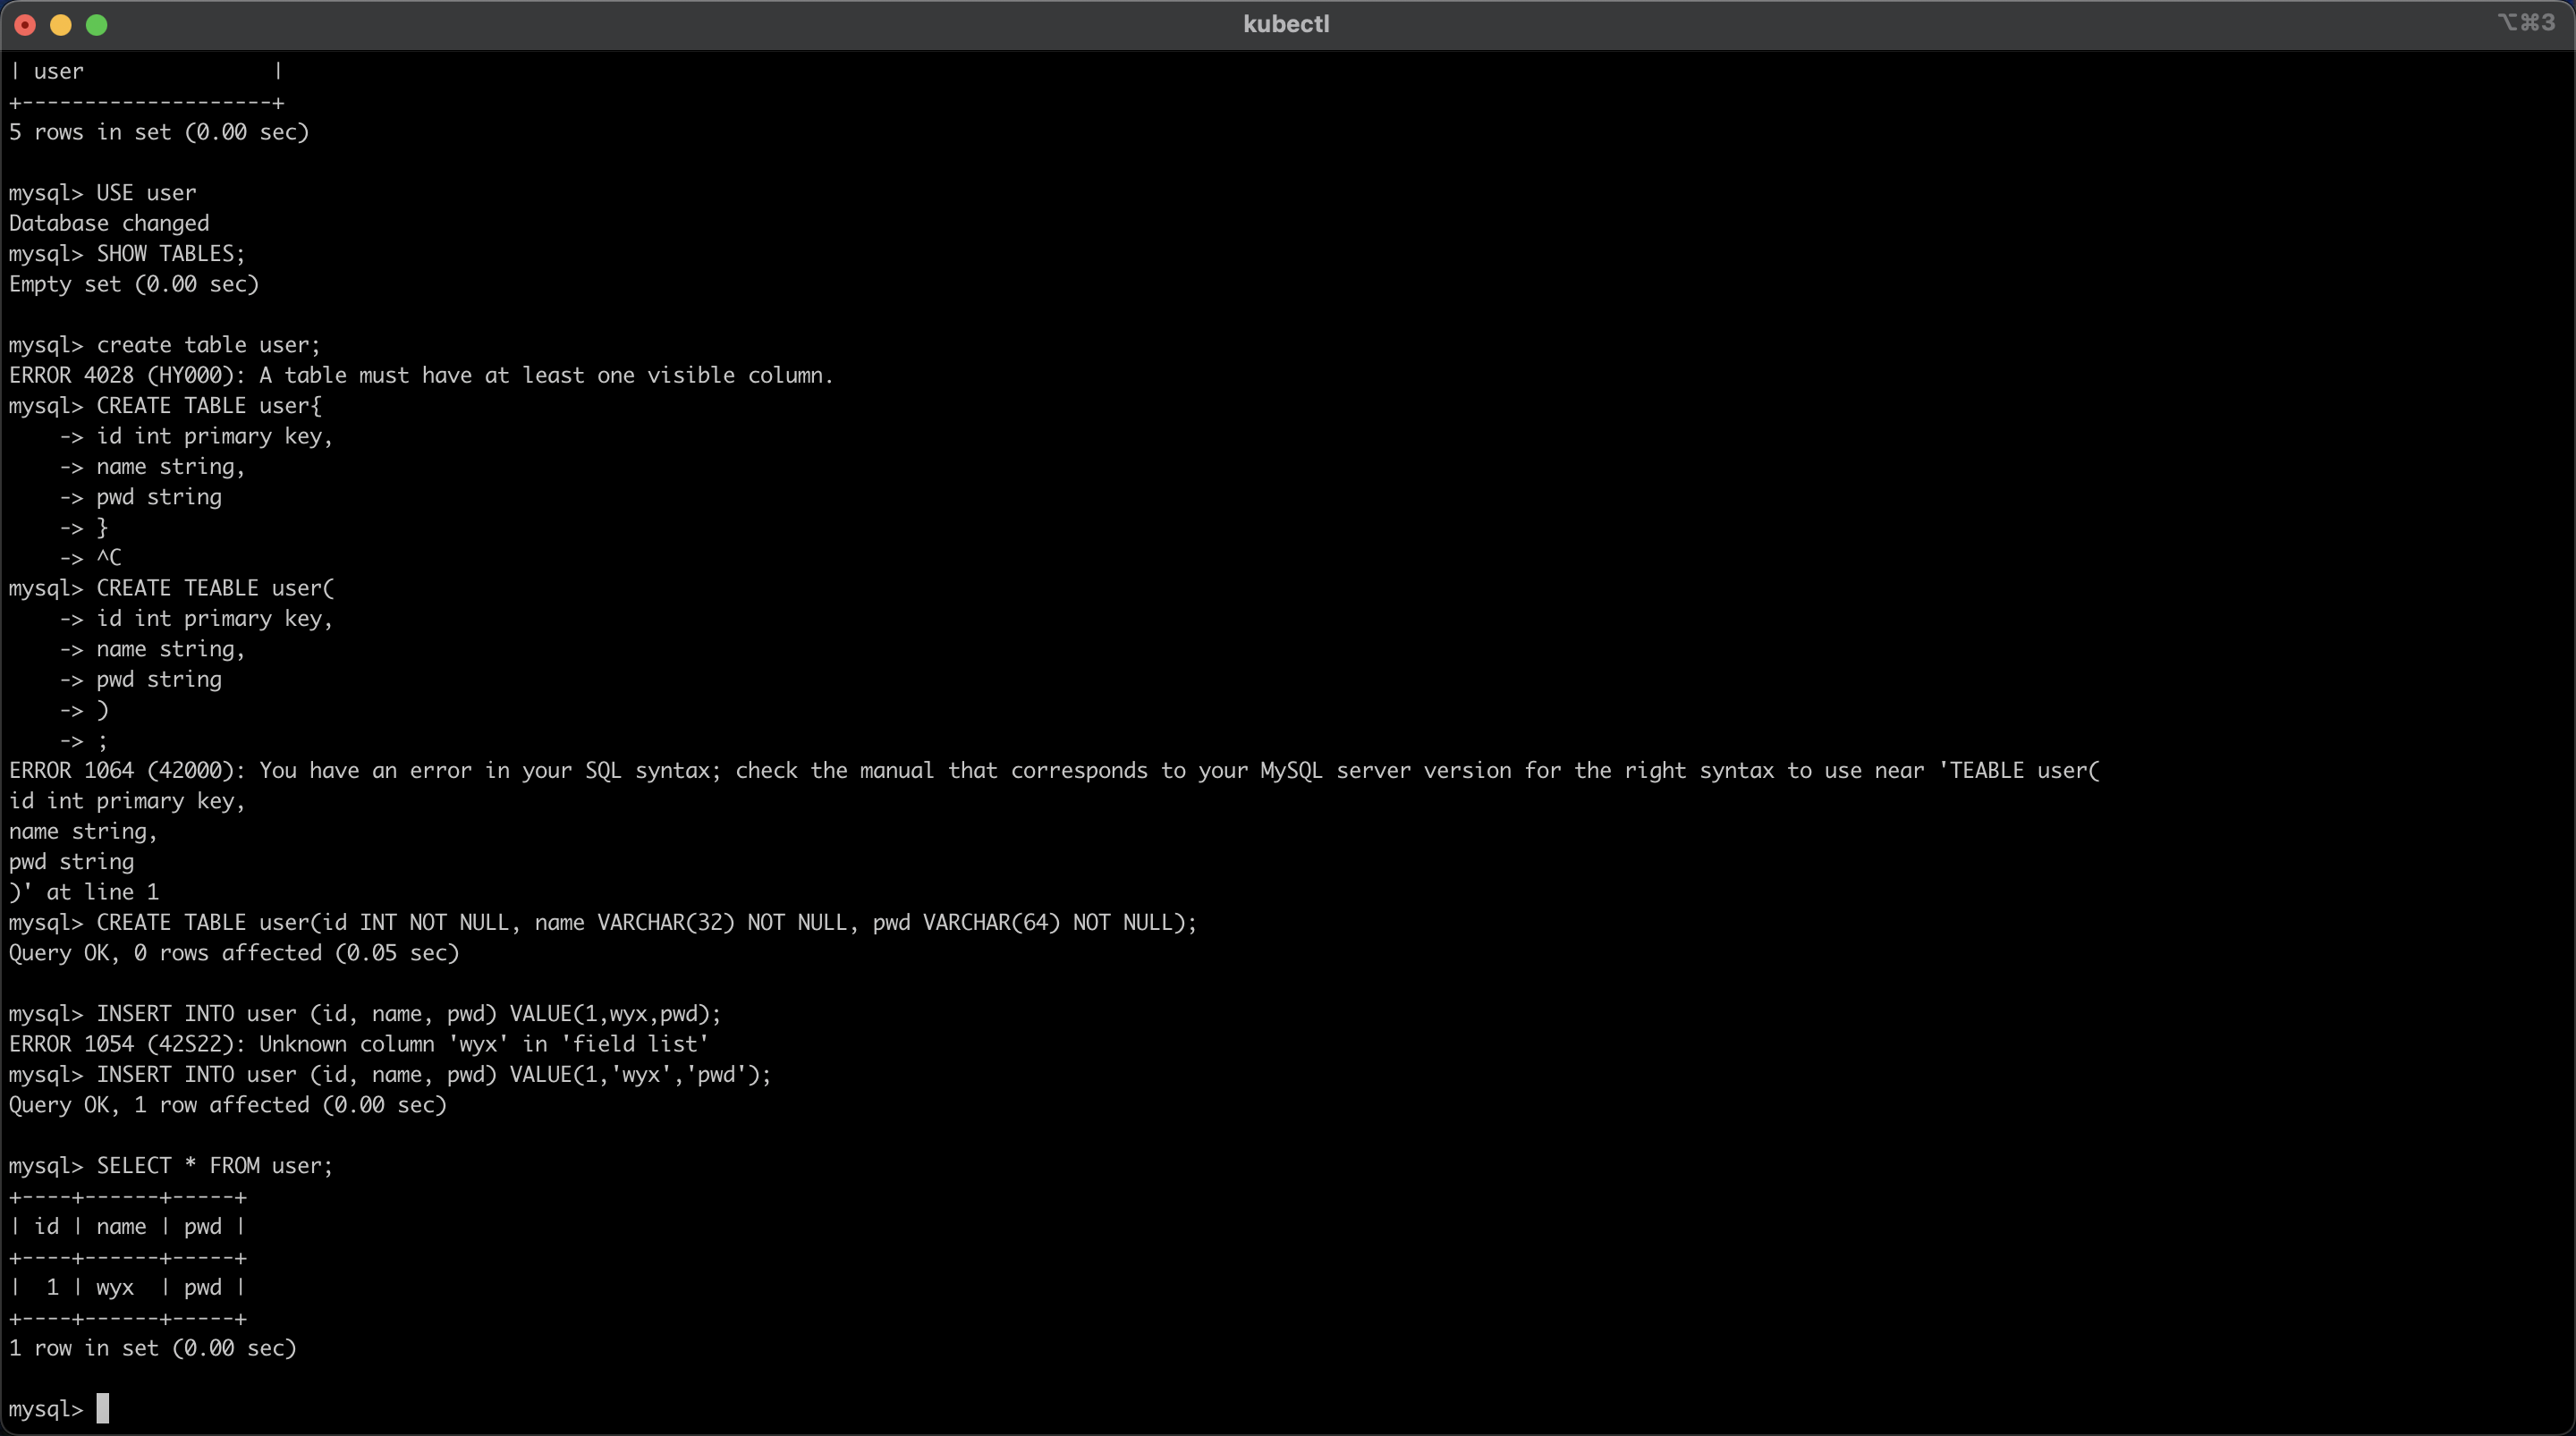 kubectl
⌥⌘3
| user               |
+--------------------+
5 rows in set (0.00 sec)
mysql> USE user
Database changed
mysql> SHOW TABLES;
Empty set (0.00 sec)
mysql> create table user;
ERROR 4028 (HY000): A table must have at least one visible column.
mysql> CREATE TABLE user{
    -> id int primary key,
    -> name string,
    -> pwd string
    -> }
    -> ^C
mysql> CREATE TEABLE user(
    -> id int primary key,
    -> name string,
    -> pwd string
    -> )
    -> ;
ERROR 1064 (42000): You have an error in your SQL syntax; check the manual that corresponds to your MySQL server version for the right syntax to use near 'TEABLE user(
id int primary key,
name string,
pwd string
)' at line 1
mysql> CREATE TABLE user(id INT NOT NULL, name VARCHAR(32) NOT NULL, pwd VARCHAR(64) NOT NULL);
Query OK, 0 rows affected (0.05 sec)
mysql> INSERT INTO user (id, name, pwd) VALUE(1,wyx,pwd);
ERROR 1054 (42S22): Unknown column 'wyx' in 'field list'
mysql> INSERT INTO user (id, name, pwd) VALUE(1,'wyx','pwd');
Query OK, 1 row affected (0.00 sec)
mysql> SELECT * FROM user;
+----+------+-----+
| id | name | pwd |
+----+------+-----+
|  1 | wyx  | pwd |
+----+------+-----+
1 row in set (0.00 sec)
mysql>